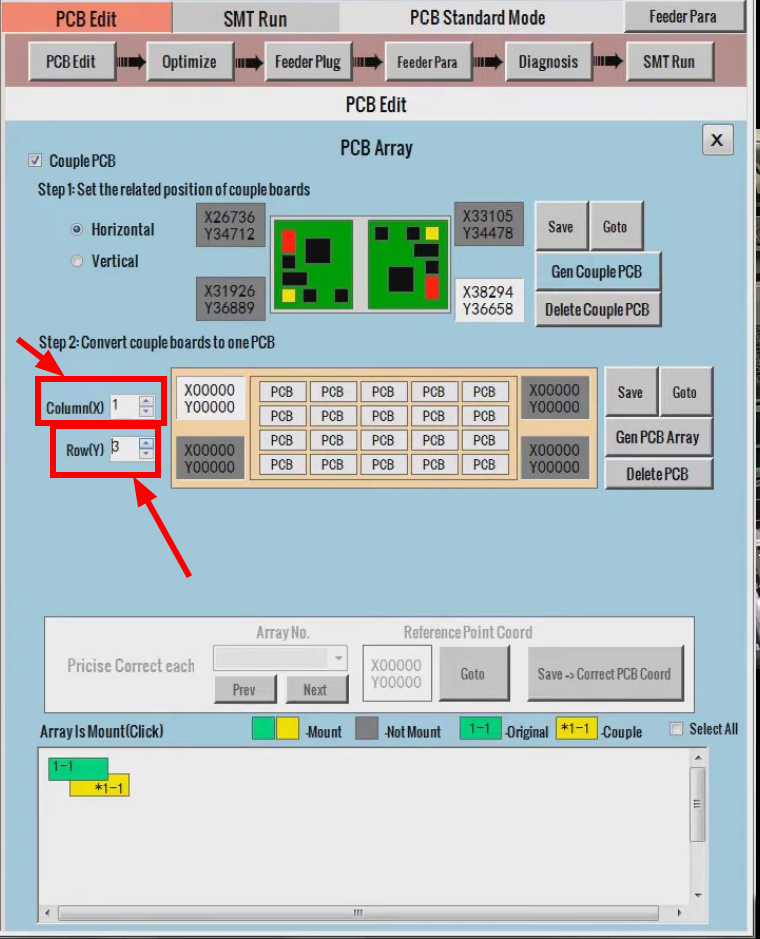 PCB Edit SMT Run PCB Standard Mode Feeder Para
PCB Edit Optimize Feeder Plug Feeder Para Diagnosis SMT Run
PCB Edit
PCB Array X
Couple PCB
Step 1: Set the related position of couple boards
Horizontal
Vertical
X26736
Y34712
X33105
Y34478
X31926
Y36889
X38294
Y36658
Save Goto
Gen Couple PCB
Delete Couple PCB
Step 2: Convert couple boards to one PCB
Column(X) 1
Row(Y) 3
X00000
Y00000
X00000
Y00000
PCB PCB PCB PCB PCB
PCB PCB PCB PCB PCB
PCB PCB PCB PCB PCB
PCB PCB PCB PCB PCB
X00000
Y00000
X00000
Y00000
Save Goto
Gen PCB Array
Delete PCB
Pricise Correct each
Array No.
Prev Next
Reference Point Coord
X00000
Y00000
Goto
Save -> Correct PCB Coord
Array Is Mount(Click) -Mount -Not Mount 1-1 -Original *1-1 -Couple Select All
1-1
*1-1